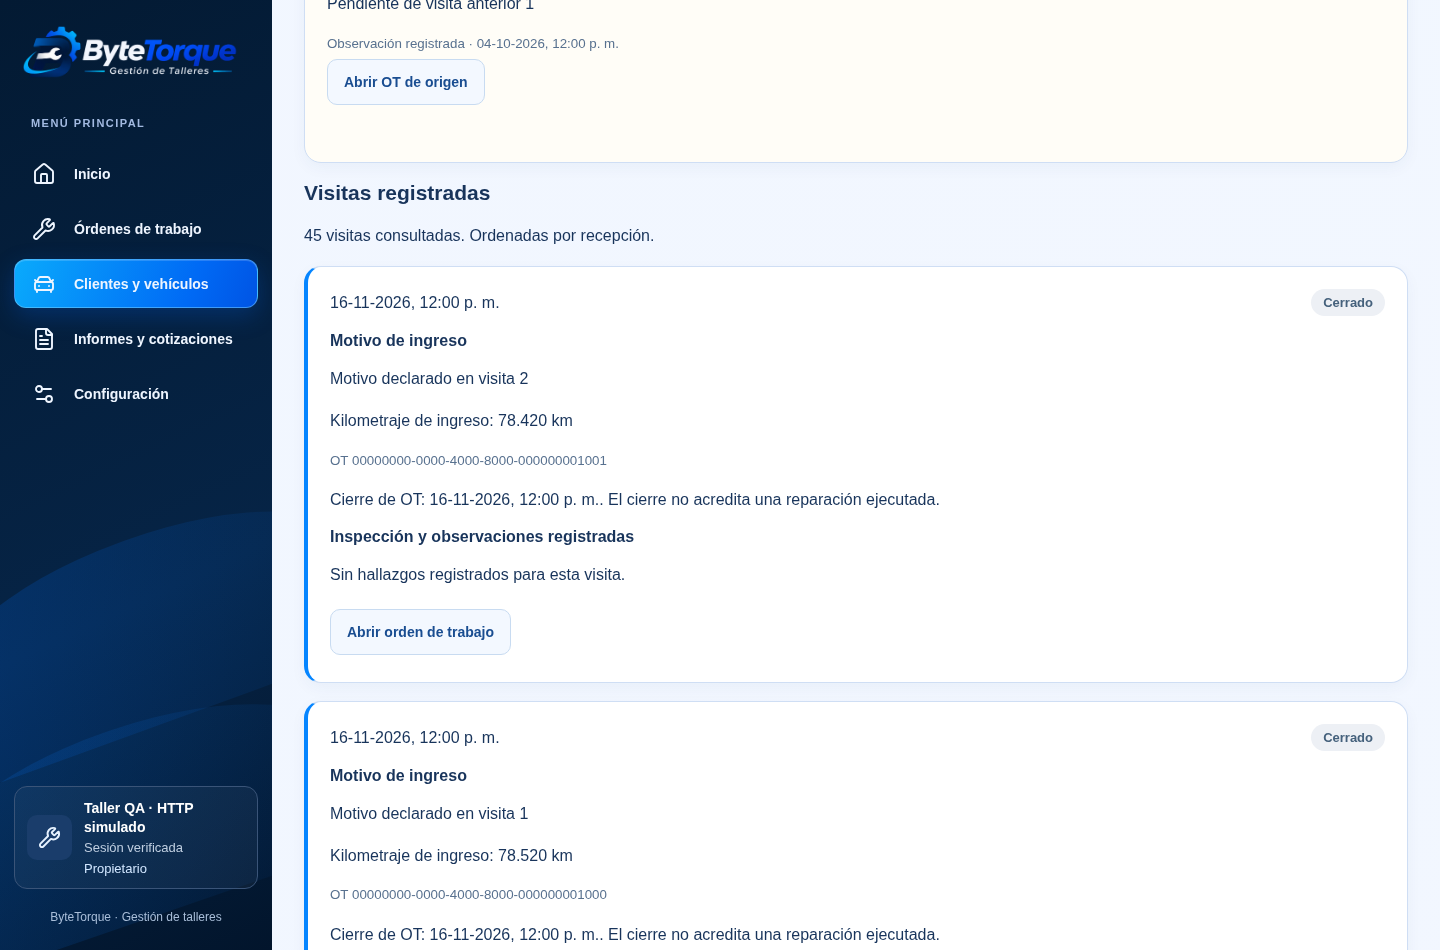 ByteTorque
Gestión de Talleres
MENÚ PRINCIPAL
Inicio
Órdenes de trabajo
Clientes y vehículos
Informes y cotizaciones
Configuración
Taller QA · HTTP
simulado
Sesión verificada
Propietario
ByteTorque · Gestión de talleres
Pendiente de visita anterior 1
Observación registrada · 04-10-2026, 12:00 p. m.
Abrir OT de origen
Visitas registradas
45 visitas consultadas. Ordenadas por recepción.
16-11-2026, 12:00 p. m.
Cerrado
Motivo de ingreso
Motivo declarado en visita 2
Kilometraje de ingreso: 78.420 km
OT 00000000-0000-4000-8000-000000001001
Cierre de OT: 16-11-2026, 12:00 p. m.. El cierre no acredita una reparación ejecutada.
Inspección y observaciones registradas
Sin hallazgos registrados para esta visita.
Abrir orden de trabajo
16-11-2026, 12:00 p. m.
Cerrado
Motivo de ingreso
Motivo declarado en visita 1
Kilometraje de ingreso: 78.520 km
OT 00000000-0000-4000-8000-000000001000
Cierre de OT: 16-11-2026, 12:00 p. m.. El cierre no acredita una reparación ejecutada.